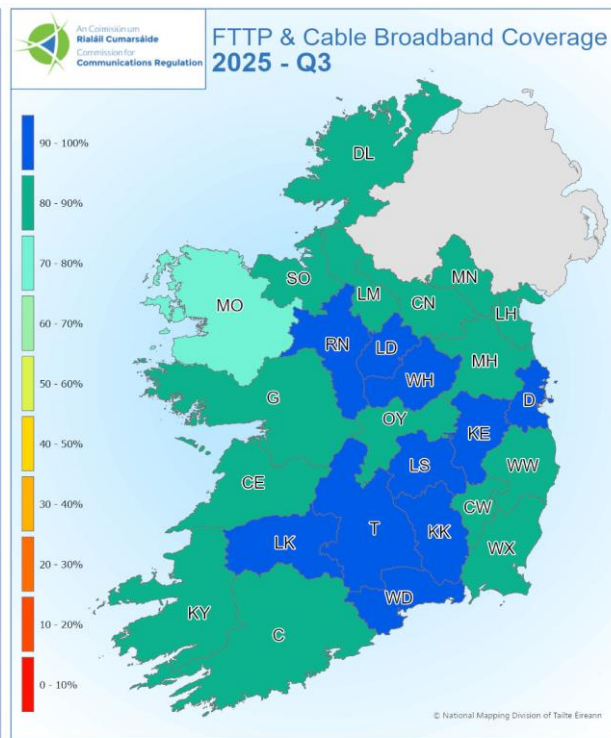 An Coimisiún um
Rialáil Cumarsáide
Commission for
Communications Regulation
FTTP & Cable Broadband Coverage
2025 - Q3
90 - 100%
80 - 90%
70 - 80%
60 - 70%
50 - 60%
40 - 50%
30 - 40%
20 - 30%
10 - 20%
0 - 10%
DL
SO
MO
LM
MN
CN
LH
RN
LD
WH
MH
G
D
OY
KE
LS
WW
CE
CW
LK
T
KK
WX
WD
KY
C
© National Mapping Division of Tailte Éireann